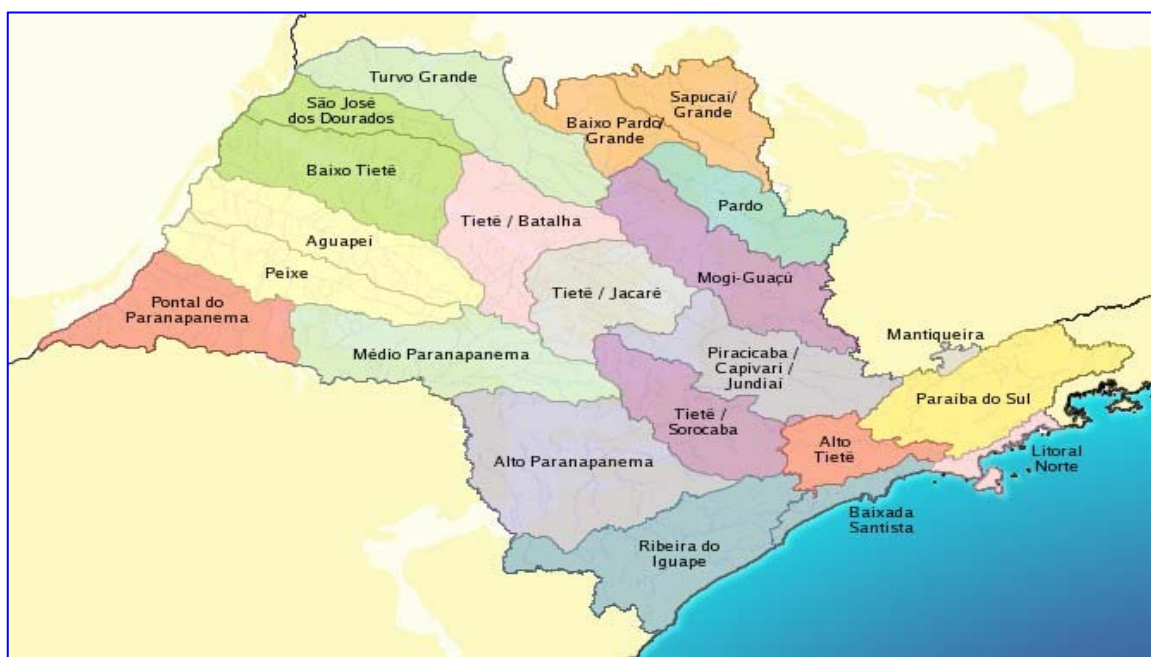 Turvo Grande
São José
dos Dourados
Baixo Tietê
Sapucaí/
Grande
Baixo Pardo/
Grande
Pardo
Tietê / Batalha
Aguapeí
Peixe
Mogi-Guaçú
Tietê / Jacaré
Pontal do
Paranapanema
Médio Paranapanema
Mantiqueira
Piracicaba /
Capivari /
Jundiaí
Paraíba do Sul
Tietê /
Sorocaba
Alto
Tietê
Litoral
Norte
Alto Paranapanema
Baixada
Santista
Ribeira do
Iguape